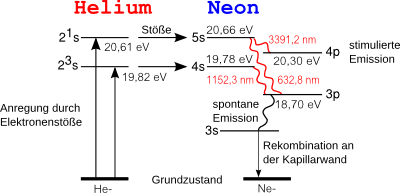 Helium Neon
Stöße
2¹s
20,61 eV
5s
20,66 eV
3391,2 nm
4p
20,30 eV
stimulierte
Emission
2³s
19,82 eV
4s
19,78 eV
1152,3 nm
632,8 nm
3p
18,70 eV
Anregung durch
Elektronenstöße
spontane
Emission
3s
Rekombination an
der Kapillarwand
Grundzustand
He-
Ne-